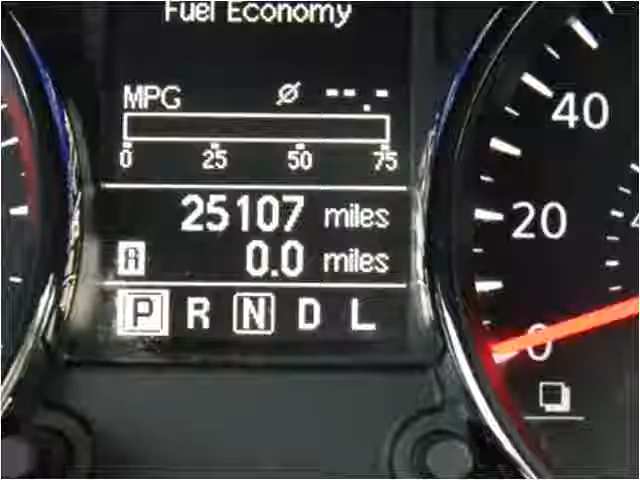 Fuel Economy
MPG Ø --.-
0 25 50 75
25107 miles
A 0.0 miles
P R N D L
40
20
0